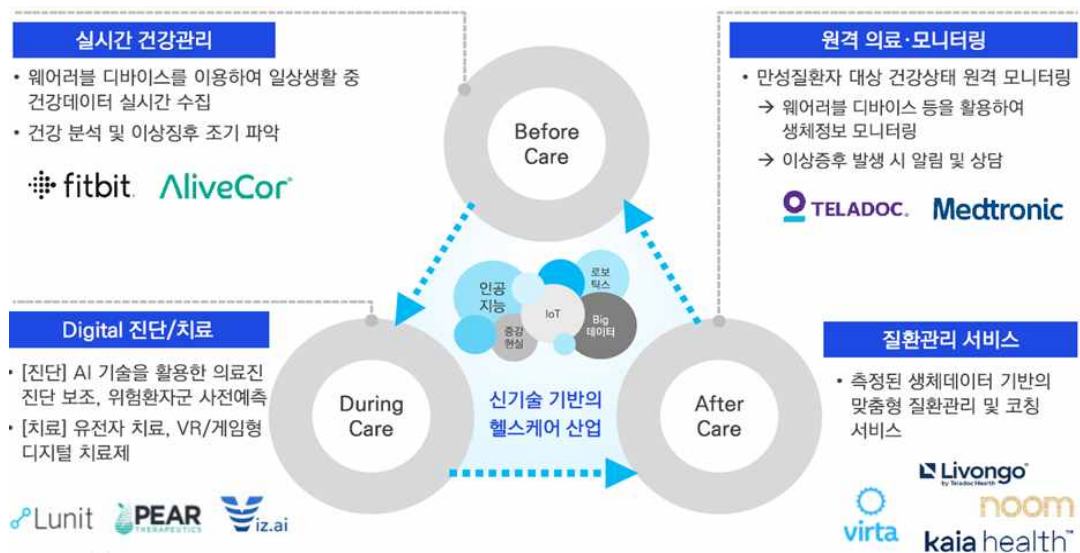 실시간 건강관리
• 웨어러블 디바이스를 이용하여 일상생활 중
건강데이터 실시간 수집
• 건강 분석 및 이상징후 조기 파악
fitbit
AliveCor
원격 의료·모니터링
• 만성질환자 대상 건강상태 원격 모니터링
→ 웨어러블 디바이스 등을 활용하여
생체정보 모니터링
→ 이상증후 발생 시 알림 및 상담
TELADOC.
Medtronic
Before
Care
인공
지능
로보
틱스
IoT
증강
현실
Big
데이터
신기술 기반의
헬스케어 산업
During
Care
After
Care
Digital 진단/치료
• [진단] AI 기술을 활용한 의료진
진단 보조, 위험환자군 사전예측
• [치료] 유전자 치료, VR/게임형
디지털 치료제
Lunit
PEAR
THERAPEUTICS
Viz.ai
질환관리 서비스
• 측정된 생체데이터 기반의
맞춤형 질환관리 및 코칭
서비스
Livongo
by Teladoc Health
virta
noom
kaia health™